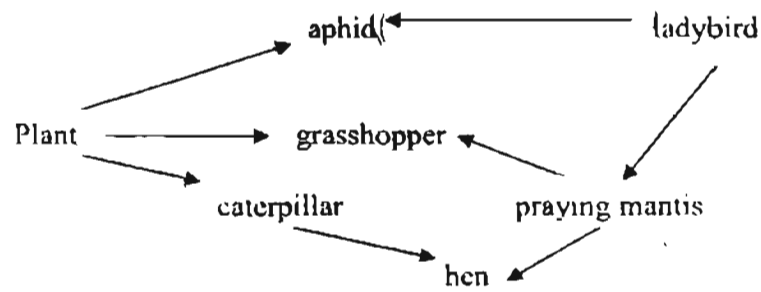 aphid ladybird
Plant grasshopper
caterpillar praying mantis
hen